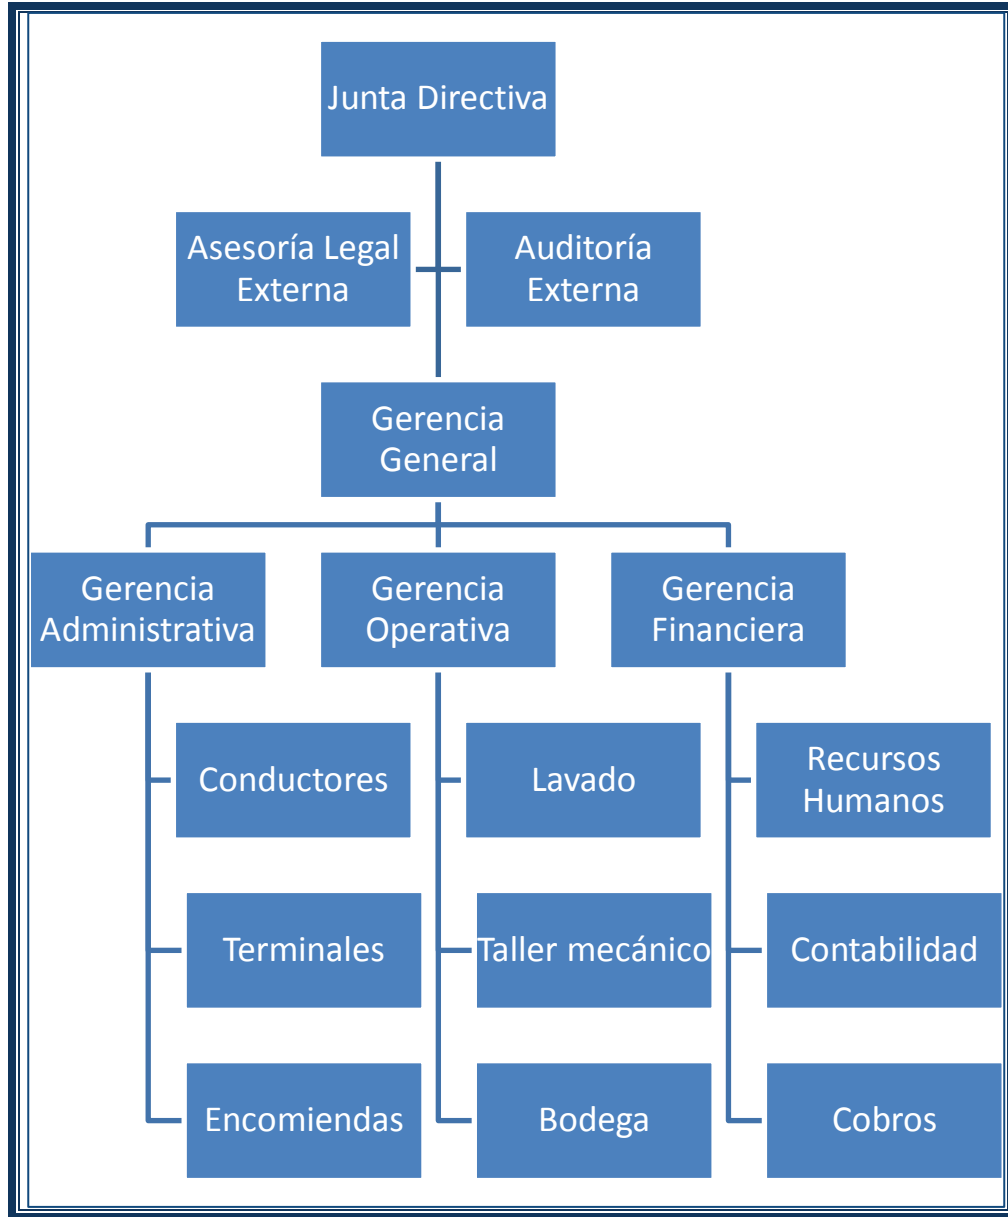 Junta Directiva
Asesoría Legal
Externa
Auditoría
Externa
Gerencia
General
Gerencia
Administrativa
Gerencia
Operativa
Gerencia
Financiera
Conductores
Lavado
Recursos
Humanos
Terminales
Taller mecánico
Contabilidad
Encomiendas
Bodega
Cobros